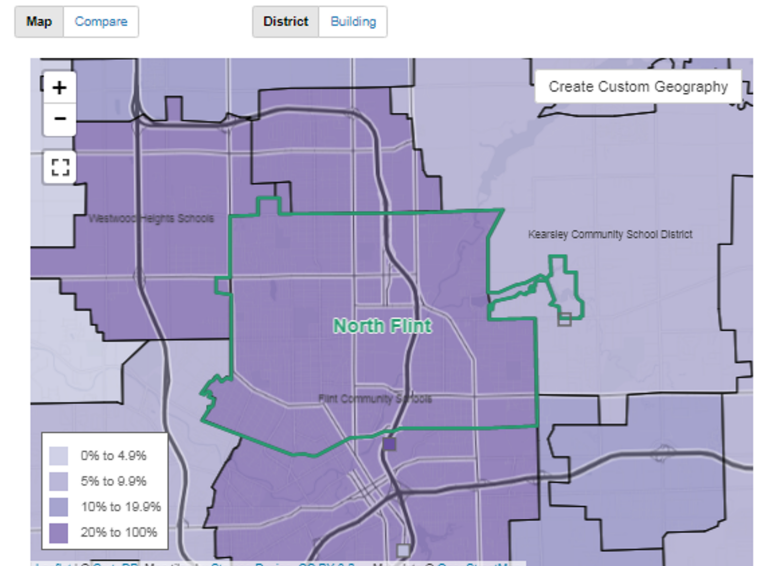 Map Compare District Building
+
Create Custom Geography
−
Westwood Heights Schools
Kearsley Community School District
North Flint
Flint Community Schools
0% to 4.9%
5% to 9.9%
10% to 19.9%
20% to 100%